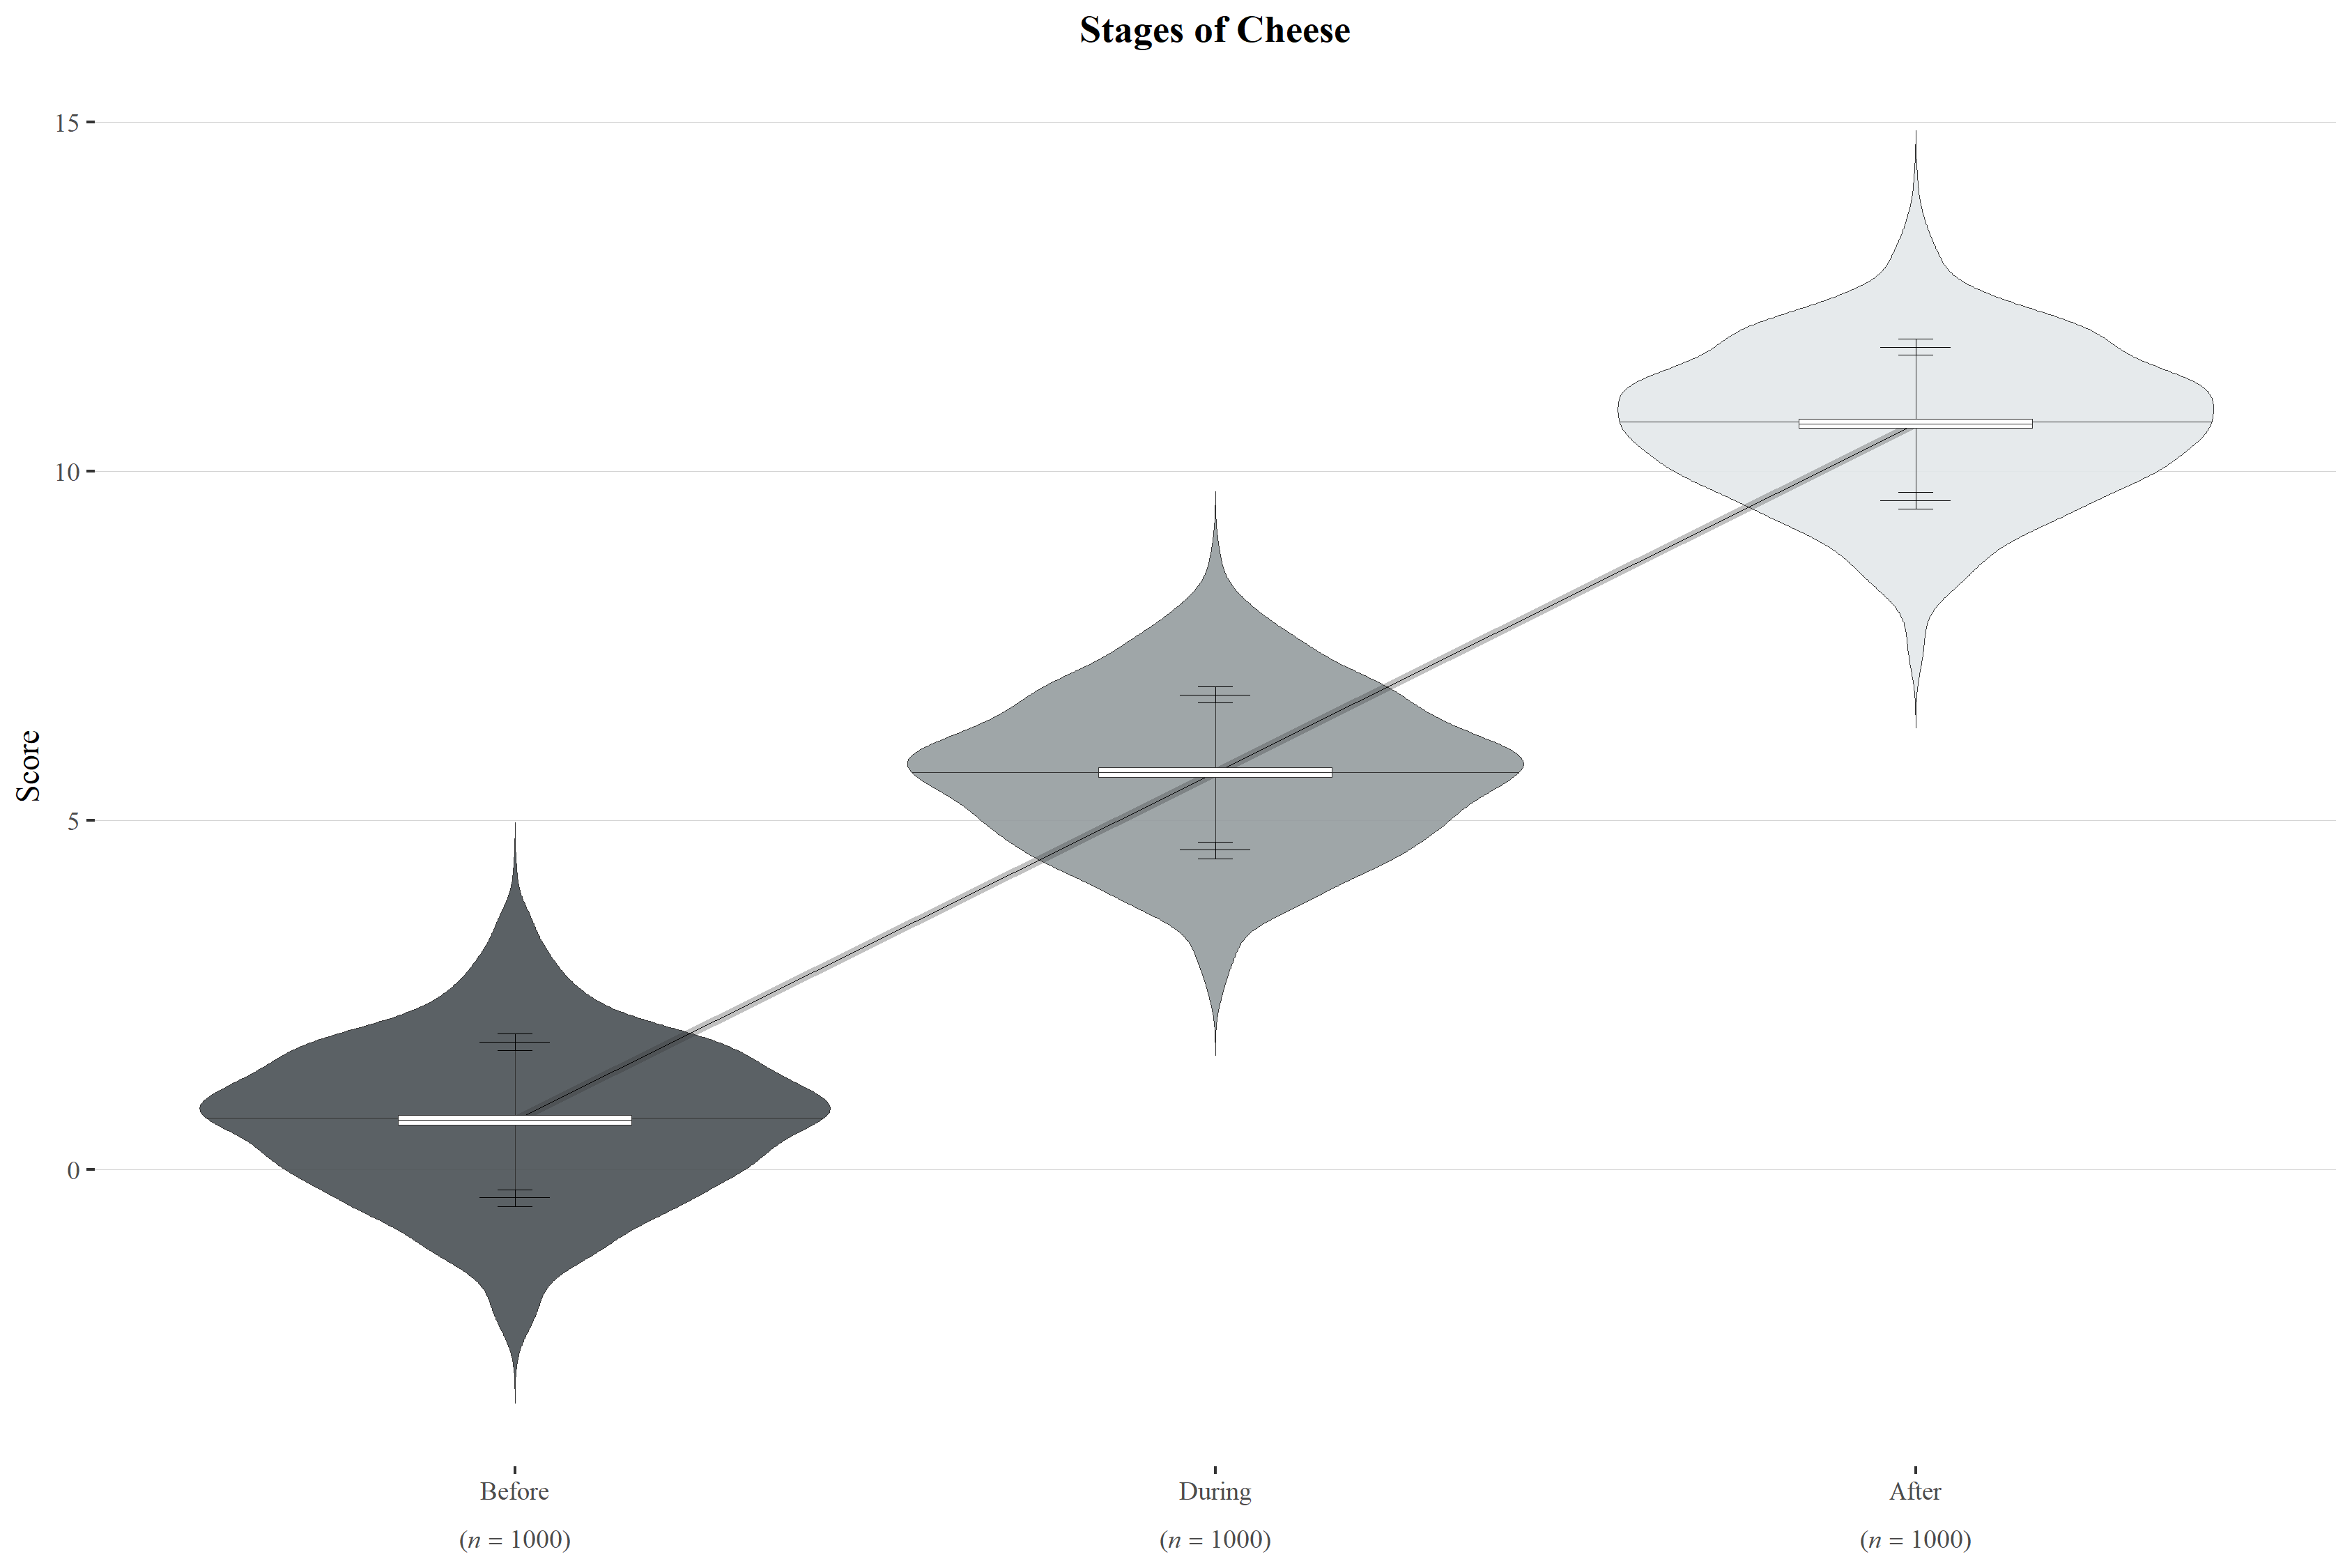 Stages of Cheese
15
10
5
0
Score
Before
During
After
(n = 1000)
(n = 1000)
(n = 1000)